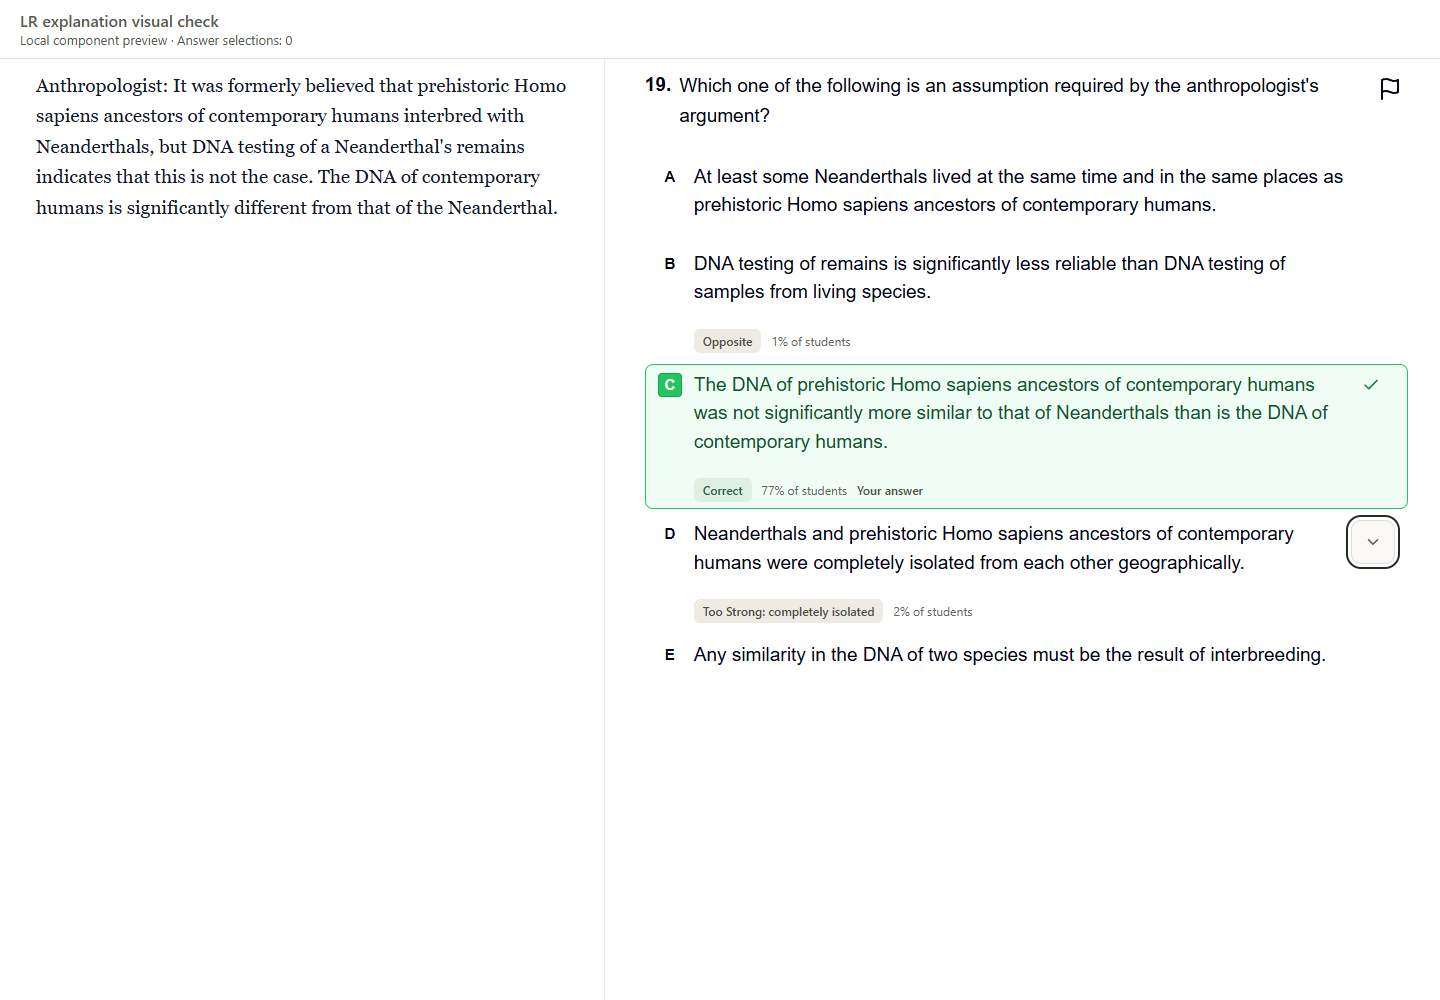 LR explanation visual check
Local component preview · Answer selections: 0
Anthropologist: It was formerly believed that prehistoric Homo
sapiens ancestors of contemporary humans interbred with
Neanderthals, but DNA testing of a Neanderthal's remains
indicates that this is not the case. The DNA of contemporary
humans is significantly different from that of the Neanderthal.
19. Which one of the following is an assumption required by the anthropologist's
argument?
A At least some Neanderthals lived at the same time and in the same places as
prehistoric Homo sapiens ancestors of contemporary humans.
B DNA testing of remains is significantly less reliable than DNA testing of
samples from living species.
Opposite 1% of students
C The DNA of prehistoric Homo sapiens ancestors of contemporary humans
was not significantly more similar to that of Neanderthals than is the DNA of
contemporary humans.
Correct 77% of students Your answer
D Neanderthals and prehistoric Homo sapiens ancestors of contemporary
humans were completely isolated from each other geographically.
Too Strong: completely isolated 2% of students
E Any similarity in the DNA of two species must be the result of interbreeding.